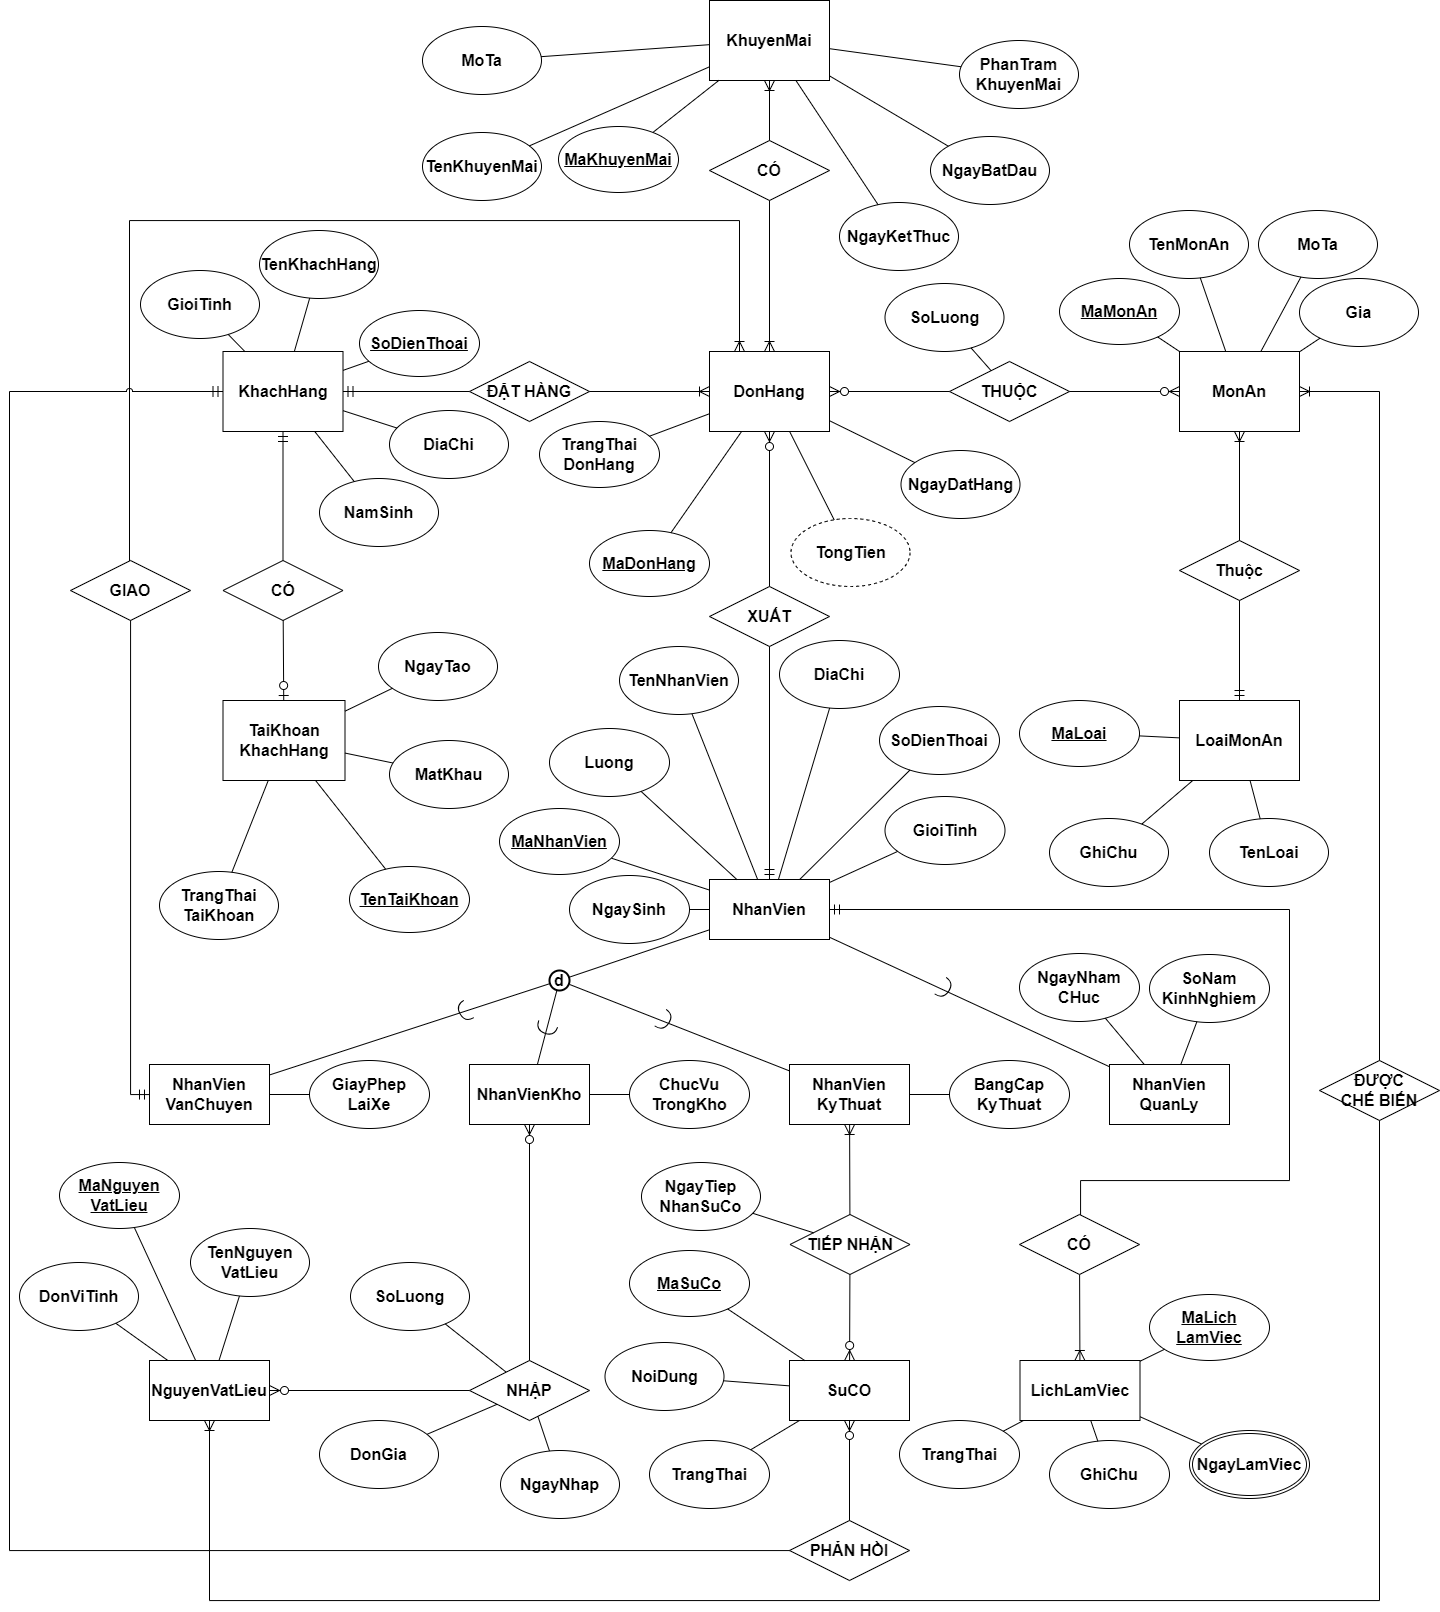 KhuyenMai
MoTa
PhanTram
KhuyenMai
TenKhuyenMai
MaKhuyenMai
CÓ
NgayBatDau
NgayKetThuc
TenKhachHang
GioiTinh
SoDienThoai
KhachHang
DiaChi
NamSinh
ĐẶT HÀNG
DonHang
TrangThai
DonHang
MaDonHang
TongTien
NgayDatHang
SoLuong
THUỘC
TenMonAn
MoTa
MaMonAn
Gia
MonAn
GIAO
CÓ
XUẤT
Thuộc
NgayTao
TaiKhoan
KhachHang
MatKhau
TrangThai
TaiKhoan
TenTaiKhoan
TenNhanVien
DiaChi
SoDienThoai
Luong
GioiTinh
MaNhanVien
NgaySinh
NhanVien
MaLoai
LoaiMonAn
GhiChu
TenLoai
d
NgayNham
CHuc
SoNam
KinhNghiem
NhanVien
VanChuyen
GiayPhep
LaiXe
NhanVienKho
ChucVu
TrongKho
NhanVien
KyThuat
BangCap
KyThuat
NhanVien
QuanLy
ĐƯỢC
CHẾ BIẾN
MaNguyen
VatLieu
TenNguyen
VatLieu
DonViTinh
NguyenVatLieu
SoLuong
NHẬP
DonGia
NgayNhap
NgayTiep
NhanSuCo
TIẾP NHẬN
MaSuCo
NoiDung
SuCO
TrangThai
PHẢN HỒI
CÓ
MaLich
LamViec
LichLamViec
TrangThai
GhiChu
NgayLamViec